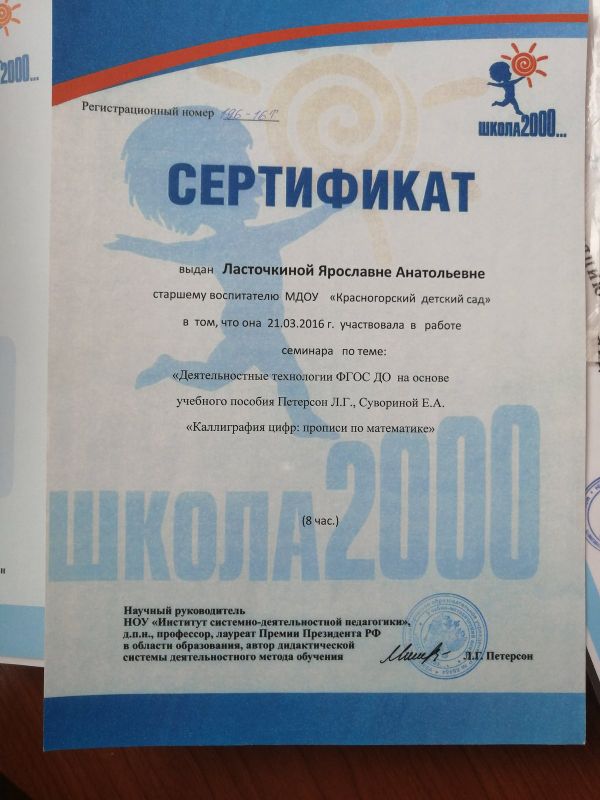 2000...
Регистрационный номер
ШКОЛА2000...
СЕРТИФИКАТ
выдан Ласточкиной Ярославне Анатольевне
старшему воспитателю МДОУ «Красногорский детский сад»
в том, что она 21.03.2016 г. участвовала в работе
семинара по теме:
«Деятельностные технологии ФГОС ДО на основе
учебного пособия Петерсон Л.Г., Сувориной Е.А.
«Каллиграфия цифр: прописи по математике»
ШКОЛА2000
(8 час.)
Научный руководитель
НОУ «Институт системно-деятельностной педагогики»,
д.п.н., профессор, лауреат Премии Президента РФ
в области образования, автор дидактической
системы деятельностного метода обучения
Л.Г. Петерсон